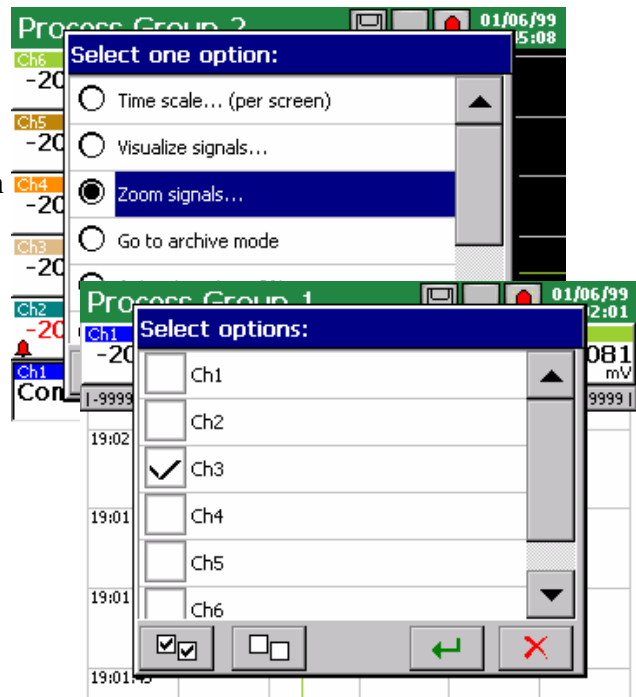 Process Group 2
01/06/99
5:08
Select one option:
Ch6
-20
Time scale... (per screen)
Ch5
-20
Visualize signals...
Ch4
-20
Zoom signals...
Ch3
-20
Go to archive mode
Ch2
-20
Ch1
Con
Process Group 1
01/06/99
2:01
Select options:
Ch1
-20
081
mV
|-9999
9999|
Ch1
Ch2
19:02
Ch3
Ch4
19:01
Ch5
19:01
Ch6
19:01:45